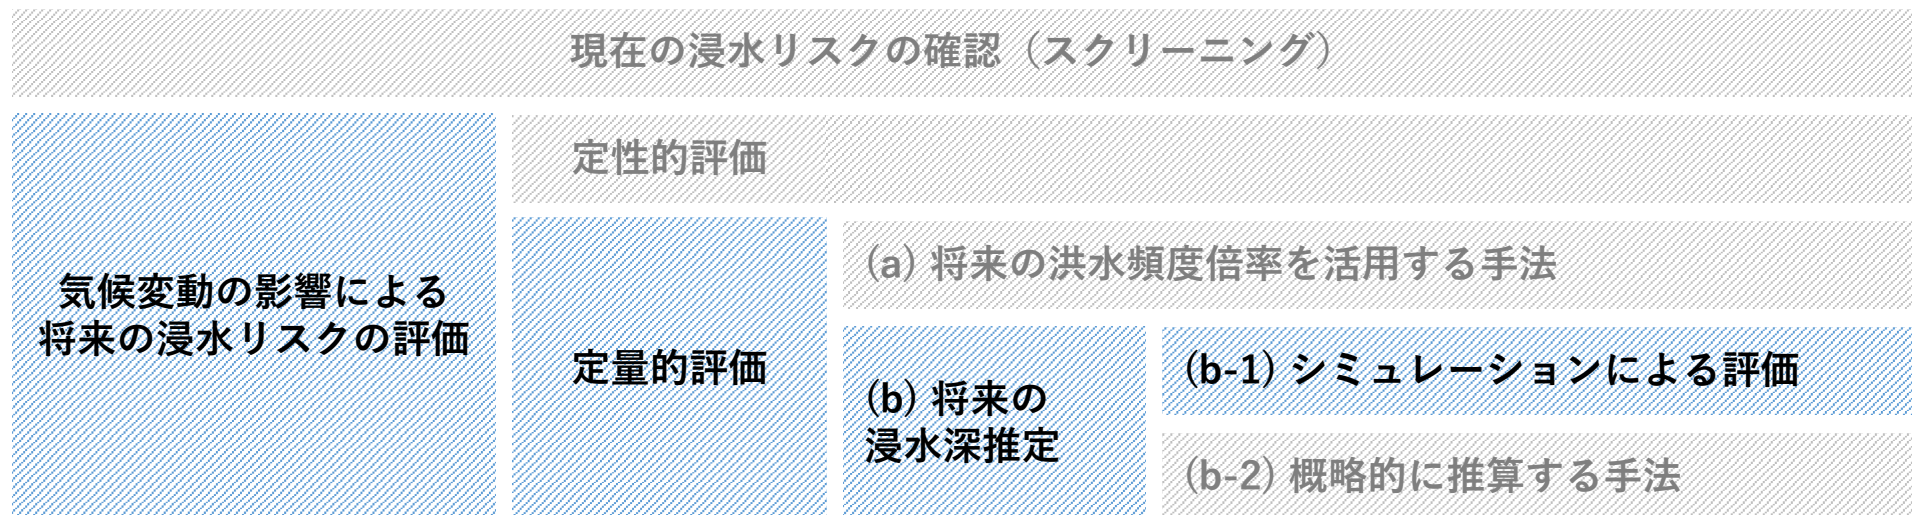 現在の浸水リスクの確認（スクリーニング）
定性的評価
(a) 将来の洪水頻度倍率を活用する手法
気候変動の影響による
将来の浸水リスクの評価
定量的評価
(b) 将来の
浸水深推定
(b-1) シミュレーションによる評価
(b-2) 概略的に推算する手法